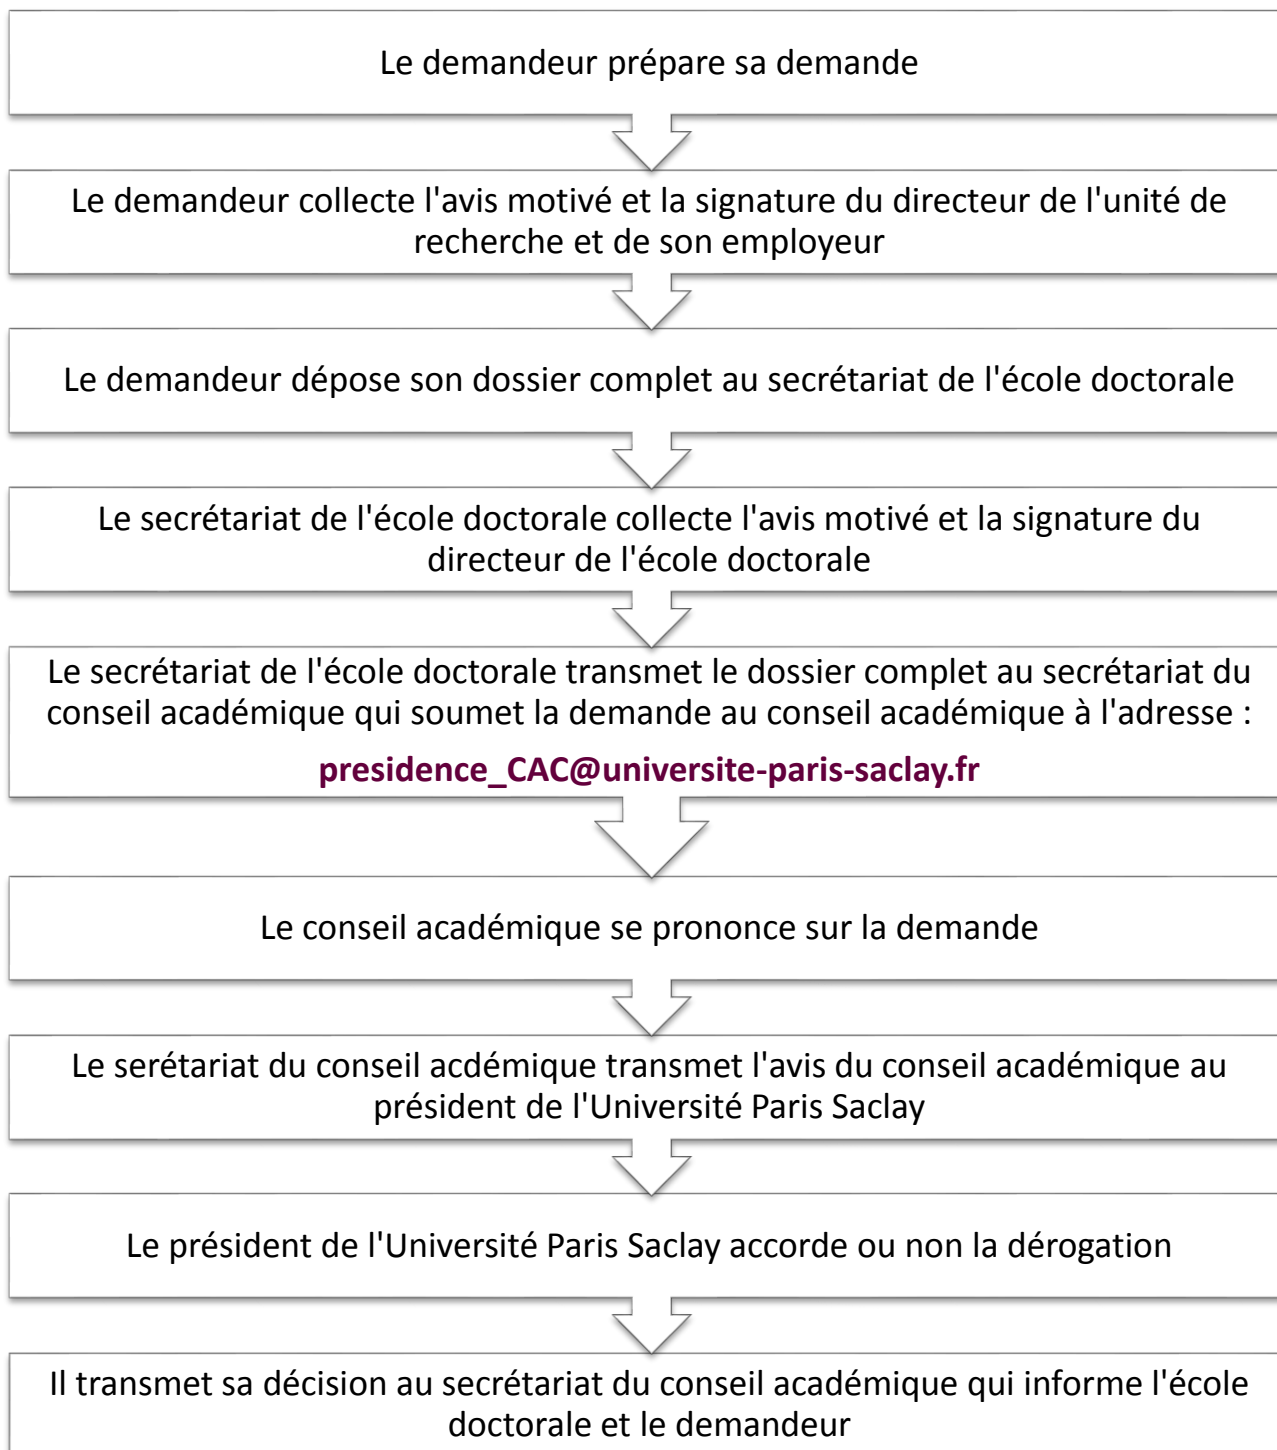 Le demandeur prépare sa demande
Le demandeur collecte l'avis motivé et la signature du directeur de l'unité de
recherche et de son employeur
Le demandeur dépose son dossier complet au secrétariat de l'école doctorale
Le secrétariat de l'école doctorale collecte l'avis motivé et la signature du
directeur de l'école doctorale
Le secrétariat de l'école doctorale transmet le dossier complet au secrétariat du
conseil académique qui soumet la demande au conseil académique à l'adresse :
presidence_CAC@universite-paris-saclay.fr
Le conseil académique se prononce sur la demande
Le serétariat du conseil acdémique transmet l'avis du conseil académique au
président de l'Université Paris Saclay
Le président de l'Université Paris Saclay accorde ou non la dérogation
Il transmet sa décision au secrétariat du conseil académique qui informe l'école
doctorale et le demandeur